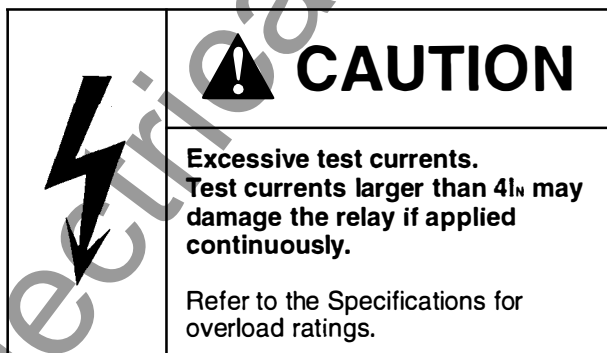 CAUTION
Excessive test currents.
Test currents larger than 4IN may
damage the relay if applied
continuously.
Refer to the Specifications for
overload ratings.